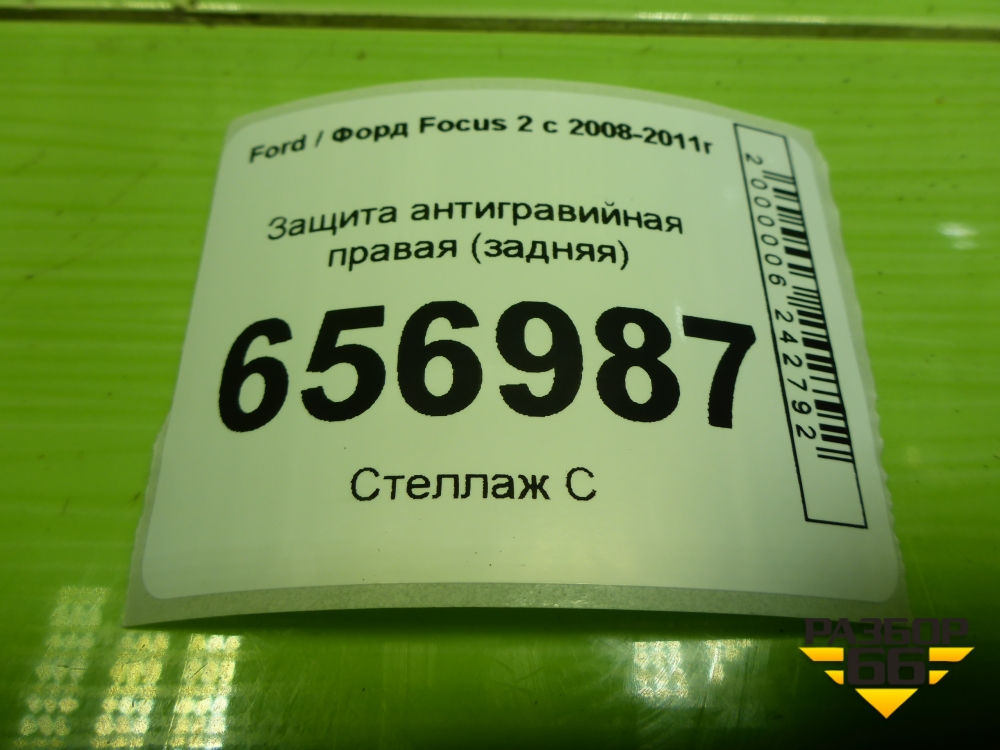 Ford / Форд Focus 2 с 2008-2011г
Защита антигравийная
правая (задняя)
656987
Стеллаж С
2000006242792
РАЗБОР
66